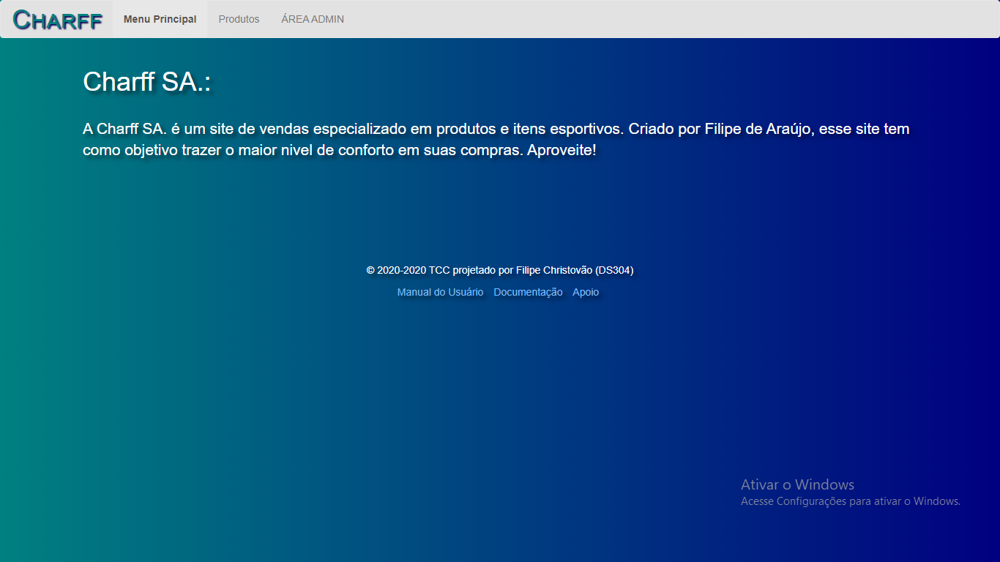 CHARFF
Menu Principal
Produtos
ÁREA ADMIN
Charff SA.:
A Charff SA. é um site de vendas especializado em produtos e itens esportivos. Criado por Filipe de Araújo, esse site tem
como objetivo trazer o maior nivel de conforto em suas compras. Aproveite!
© 2020-2020 TCC projetado por Filipe Christovão (DS304)
Manual do Usuário Documentação Apoio
Ativar o Windows
Acesse Configurações para ativar o Windows.